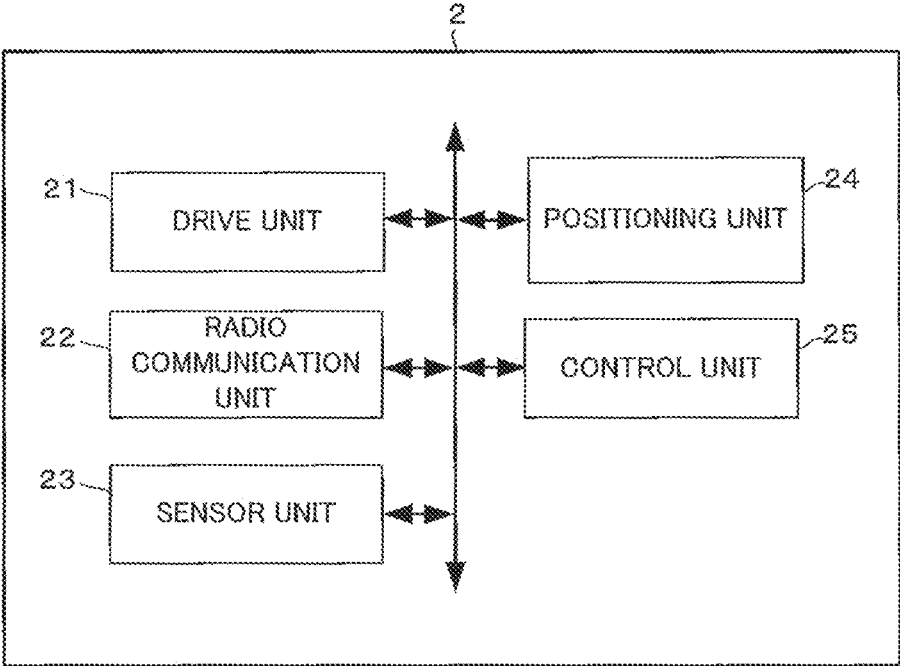 2
21
DRIVE UNIT
24
POSITIONING UNIT
22
RADIO
COMMUNICATION
UNIT
25
CONTROL UNIT
23
SENSOR UNIT